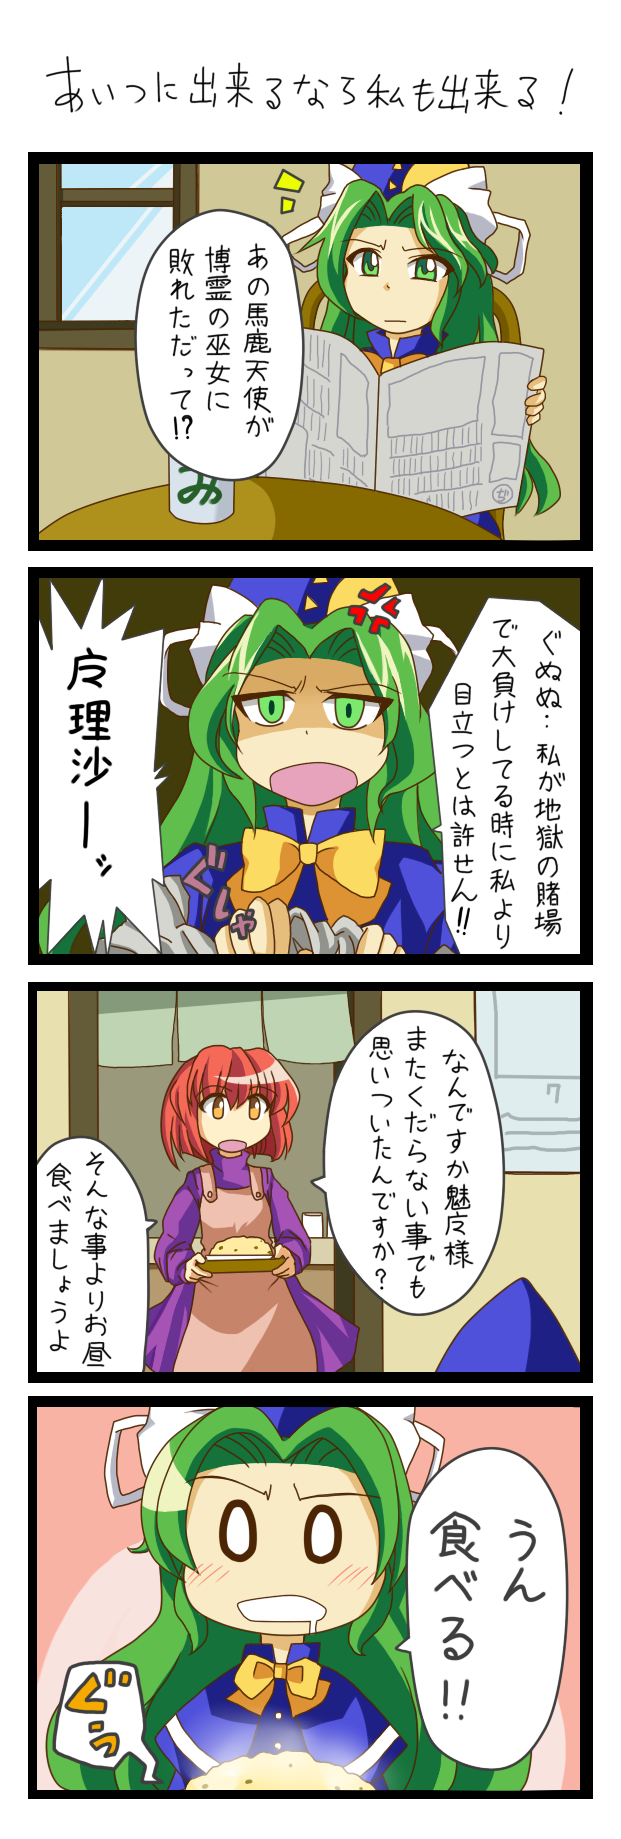 あいつに出来るなら私も出来る！
あの馬鹿天使が
博霊の巫女に
敗れただって!?
み
ぐぬぬ…私が地獄の賭場
で大負けしてる時に私より
目立つとは許せん!!
理沙ーッ
ぐしゃ
なんですか魅魔様
またくだらない事でも
思いついたんですか？
7
そんな事よりお昼
食べましょうよ
うん
食べる!!
ぐぅっ